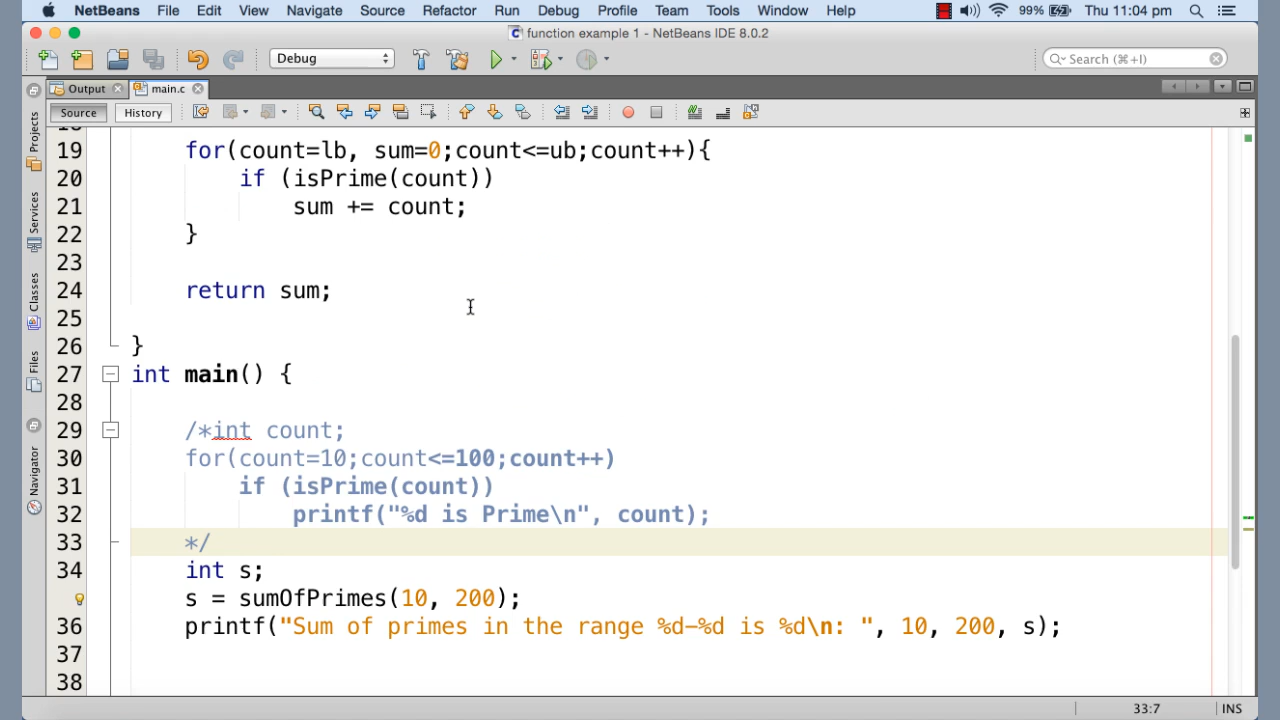 NetBeans File Edit View Navigate Source Refactor Run Debug Profile Team Tools Window Help 99% Thu 11:04 pm
function example 1 - NetBeans IDE 8.0.2
Debug Search (⌘+I)
Output main.c
Source History
Projects
Services
Classes
Files
Navigator
19 for(count=lb, sum=0;count<=ub;count++){
20 if (isPrime(count))
21 sum += count;
22 }
23
24 return sum;
25
26 }
27 int main() {
28
29 /*int count;
30 for(count=10;count<=100;count++)
31 if (isPrime(count))
32 printf("%d is Prime\n", count);
33 */
34 int s;
s = sumOfPrimes(10, 200);
36 printf("Sum of primes in the range %d-%d is %d\n: ", 10, 200, s);
37
38
33:7 INS